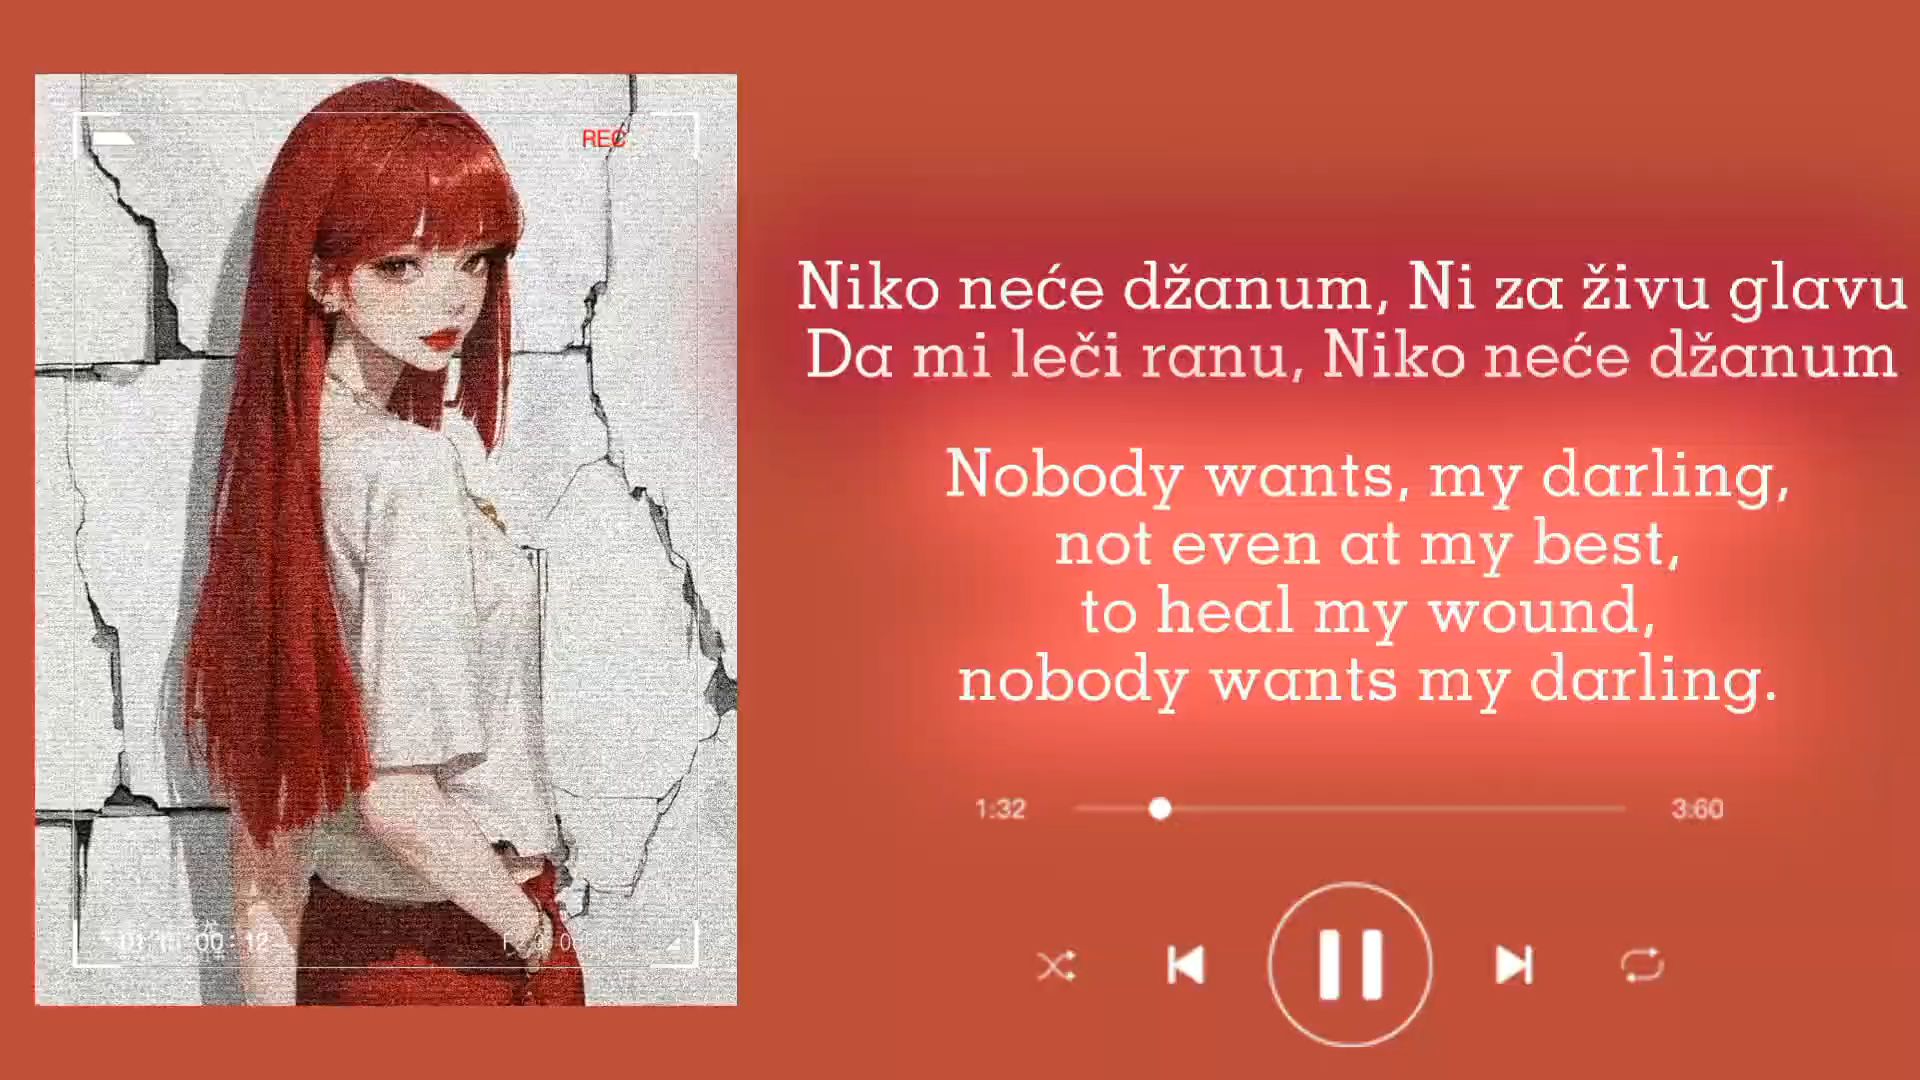 REC
Niko neće džanum, Ni za živu glavu
Da mi leči ranu, Niko neće džanum
Nobody wants, my darling,
not even at my best,
to heal my wound,
nobody wants my darling.
1:32
3:60